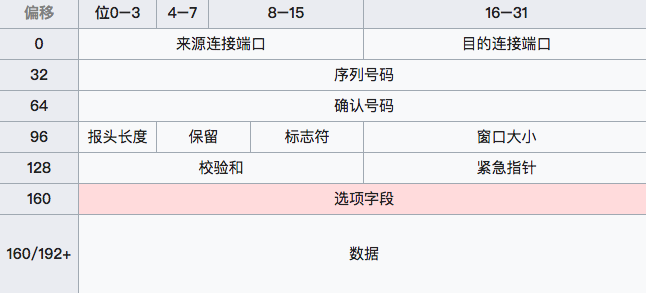 偏移 位0—3 4—7 8—15 16—31
0 来源连接端口 目的连接端口
32 序列号码
64 确认号码
96 报头长度 保留 标志符 窗口大小
128 校验和 紧急指针
160 选项字段
160/192+ 数据